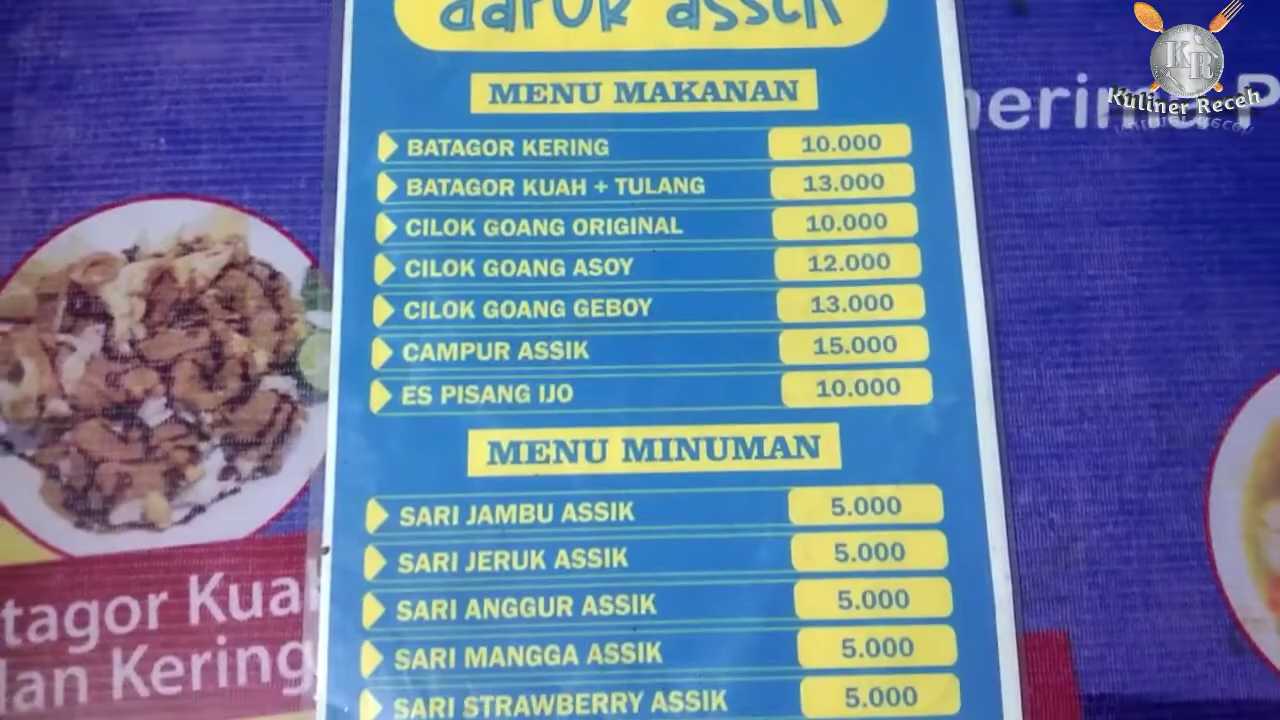 KR
Kuliner Receh
MENU MAKANAN
BATAGOR KERING 10.000
BATAGOR KUAH + TULANG 13.000
CILOK GOANG ORIGINAL 10.000
CILOK GOANG ASOY 12.000
CILOK GOANG GEBOY 13.000
CAMPUR ASSIK 15.000
ES PISANG IJO 10.000
MENU MINUMAN
SARI JAMBU ASSIK 5.000
SARI JERUK ASSIK 5.000
SARI ANGGUR ASSIK 5.000
SARI MANGGA ASSIK 5.000
SARI STRAWBERRY ASSIK 5.000
tagor Kuah
dan Kering